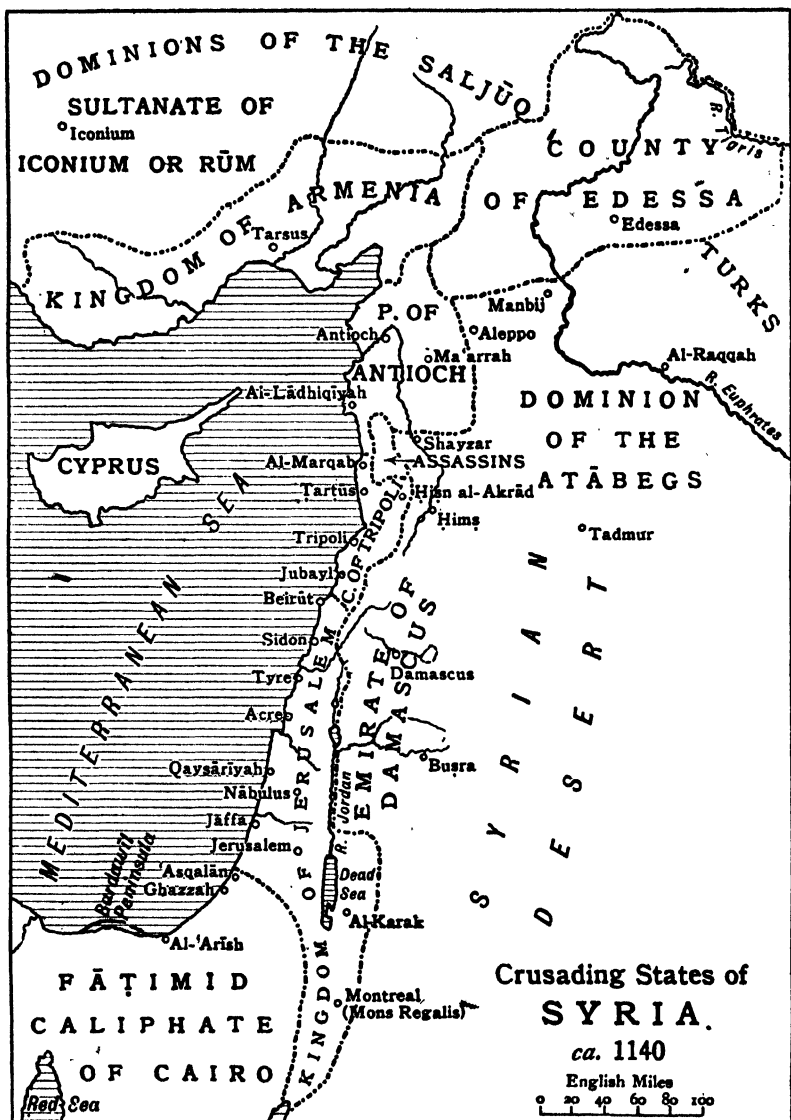 DOMINIONS OF THE SALJŪQ
TURKS
SULTANATE OF
Iconium
ICONIUM OR RŪM
KINGDOM OF ARMENIA
Tarsus
COUNTY
OF EDESSA
Edessa
R. Tigris
P. OF
ANTIOCH
Antioch
Manbij
Aleppo
Ma'arrah
Al-Raqqah
R. Euphrates
Al-Lādhiqīyah
DOMINION
OF THE
ATĀBEGS
CYPRUS
Shayzar
Al-Marqab
ASSASSINS
Tartūs
Hisn al-Akrād
Hims
Tadmur
Tripoli
C. OF TRIPOLI
Jubayl
Beirūt
MEDITERRANEAN SEA
Sidon
Tyre
Acre
Damascus
EMIRATE OF
DAMASCUS
SYRIAN
DESERT
Qaysārīyah
Busra
Nābulus
R. Jordan
Jāffa
Jerusalem
KINGDOM OF JERUSALEM
'Asqalān
Ghazzah
Dead
Sea
Bardawīl
Peninsula
Al-Karak
Al-'Arīsh
FĀṬIMID
CALIPHATE
OF CAIRO
Montreal
(Mons Regalis)
Red Sea
Crusading States of
SYRIA.
ca. 1140
English Miles
0 20 40 60 80 100